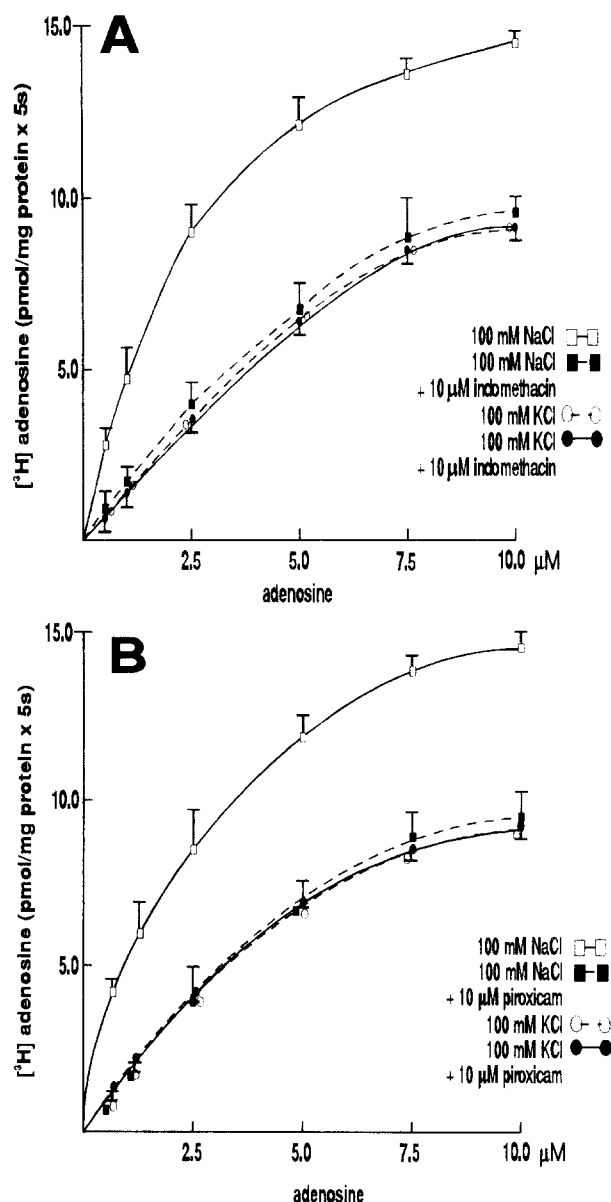 A
[³H] adenosine (pmol/mg protein x 5s)
15.0
10.0
5.0
100 mM NaCl
100 mM NaCl
+ 10 µM indomethacin
100 mM KCl
100 mM KCl
+ 10 µM indomethacin
2.5 5.0 7.5 10.0 µM
adenosine
B
[³H] adenosine (pmol/mg protein x 5s)
15.0
10.0
5.0
100 mM NaCl
100 mM NaCl
+ 10 µM piroxicam
100 mM KCl
100 mM KCl
+ 10 µM piroxicam
2.5 5.0 7.5 10.0 µM
adenosine